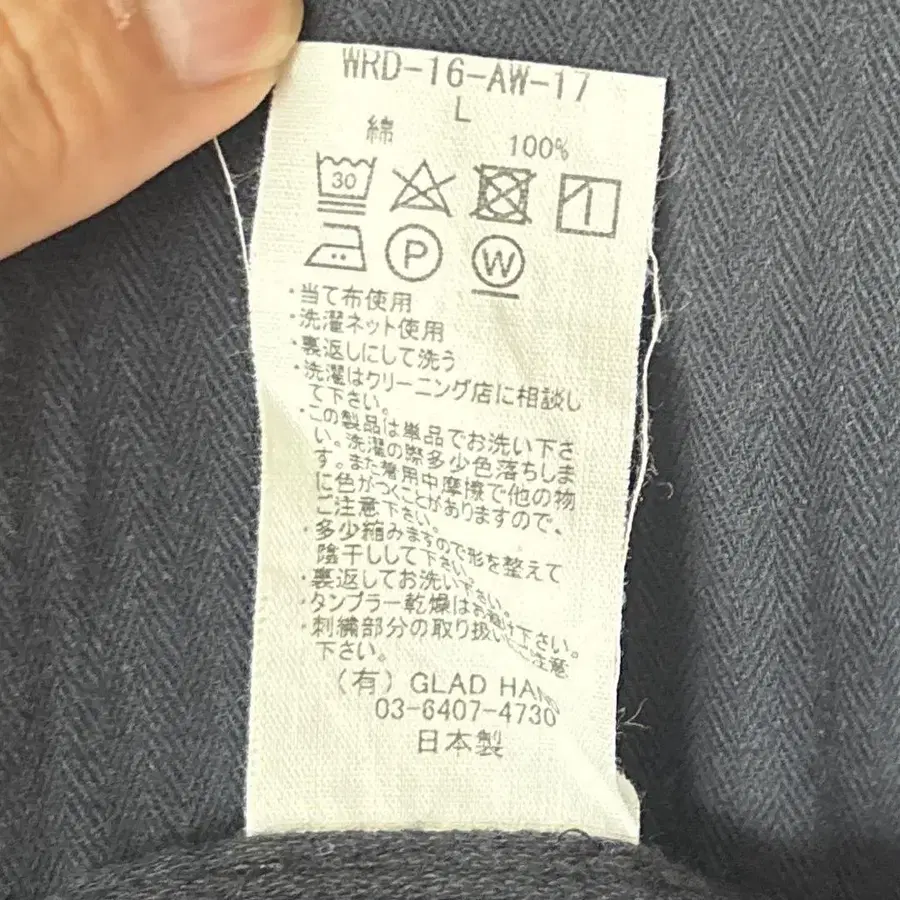 WRD-16-AW-17
L
綿 100%
30
P W
・当て布使用
・洗濯ネット使用
・裏返しにして洗う
・洗濯はクリーニング店に相談し
て下さい。
・この製品は単品でお洗い下さ
い。洗濯の際多少色落ちしま
す。また着用中摩擦で他の物
に色がつくことがありますので、
ご注意下さい。
・多少縮みますので形を整えて
陰干しして下さい。
・裏返してお洗い下さい。
・タンブラー乾燥はお避け下さい。
・刺繍部分の取り扱いにご注意
下さい。
（有）GLAD HAND
03-6407-4730
日本製